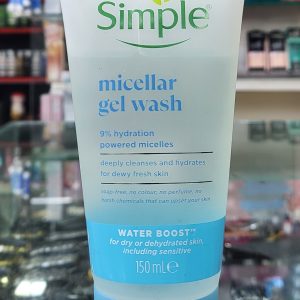 Simple®
micellar
gel wash
9% hydration
powered micelles
deeply cleanses and hydrates
for dewy fresh skin
soap-free, no colour, no perfume, no
harsh chemicals that can upset your skin
WATER BOOST™
for dry or dehydrated skin,
including sensitive
150 mL℮